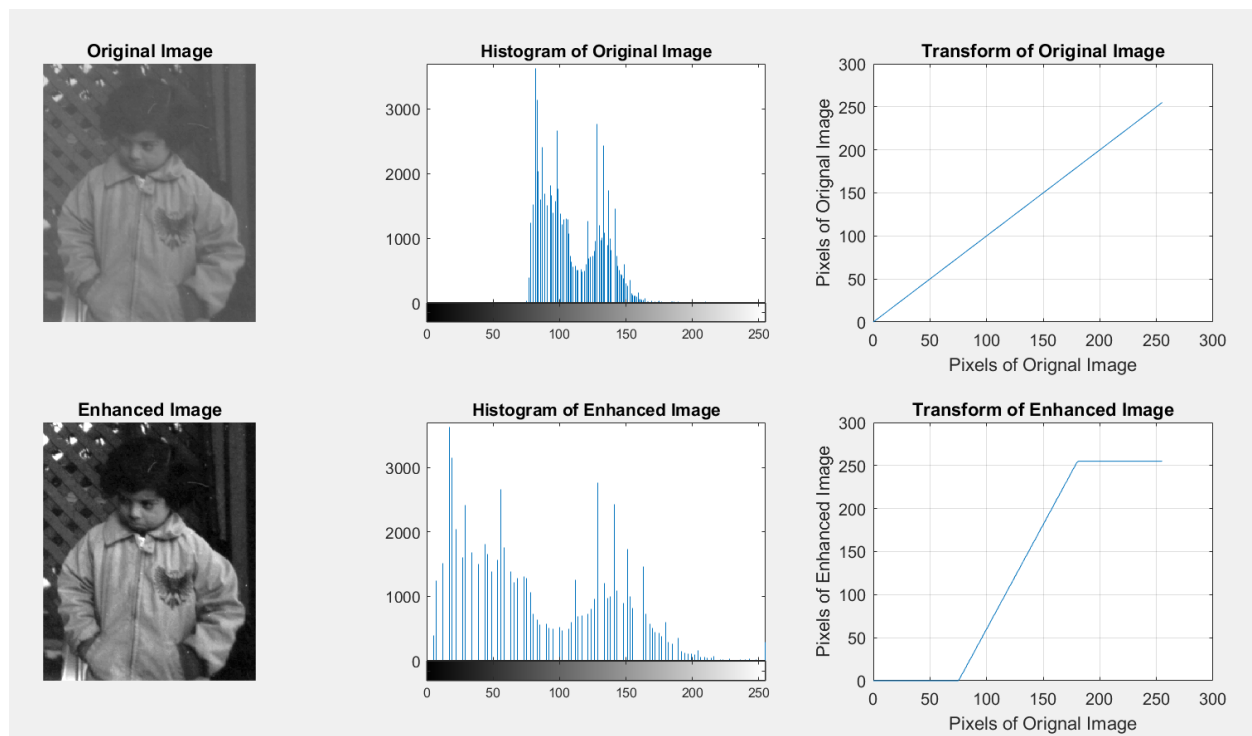 Original Image
Histogram of Original Image
Transform of Original Image
3000
2000
1000
0
0 50 100 150 200 250
300
250
200
150
100
50
0
0 50 100 150 200 250 300
Pixels of Orignal Image
Pixels of Orignal Image
Enhanced Image
Histogram of Enhanced Image
Transform of Enhanced Image
3000
2000
1000
0
0 50 100 150 200 250
300
250
200
150
100
50
0
0 50 100 150 200 250 300
Pixels of Enhanced Image
Pixels of Orignal Image